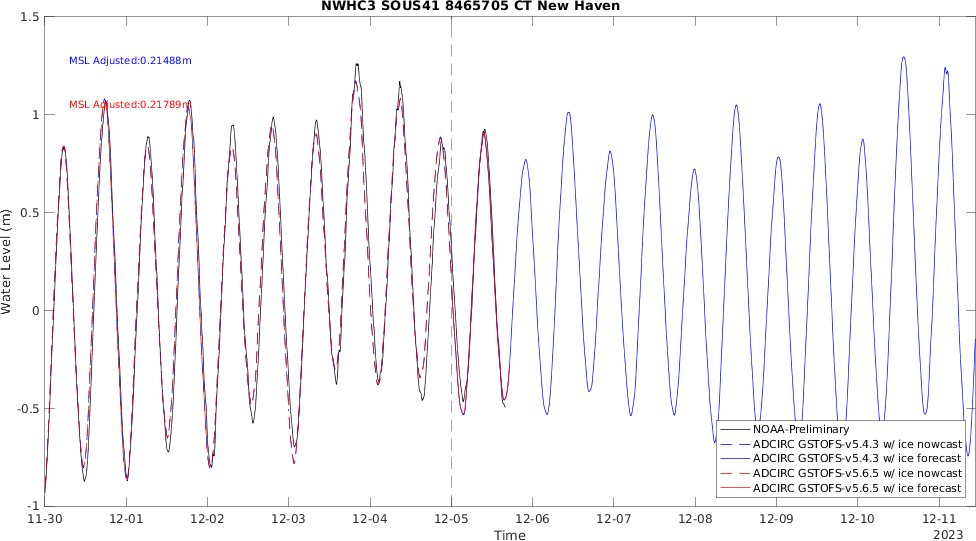 NWHC3 SOUS41 8465705 CT New Haven
1.5
MSL Adjusted:0.21488m
MSL Adjusted:0.21789m
1
0.5
0
-0.5
-1
Water Level (m)
NOAA-Preliminary
ADCIRC GSTOFS-v5.4.3 w/ ice nowcast
ADCIRC GSTOFS-v5.4.3 w/ ice forecast
ADCIRC GSTOFS-v5.6.5 w/ ice nowcast
ADCIRC GSTOFS-v5.6.5 w/ ice forecast
11-30 12-01 12-02 12-03 12-04 12-05 12-06 12-07 12-08 12-09 12-10 12-11
Time
2023